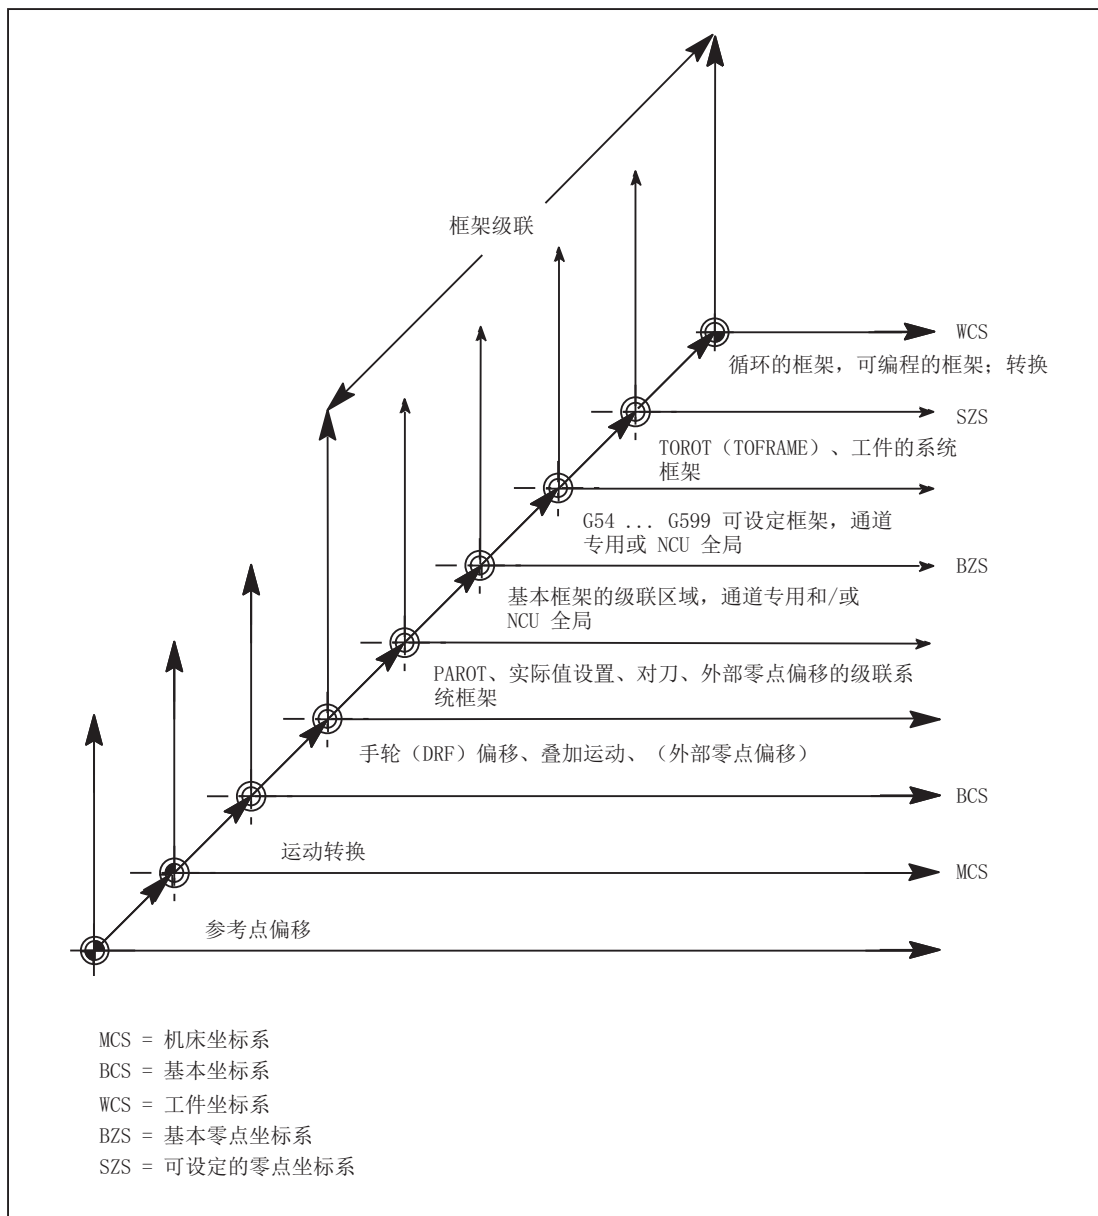 框架级联
WCS
循环的框架，可编程的框架；转换
SZS
TOROT（TOFRAME）、工件的系统
框架
G54 ... G599 可设定框架，通道
专用或 NCU 全局
BZS
基本框架的级联区域，通道专用和/或
NCU 全局
PAROT、实际值设置、对刀、外部零点偏移的级联系
统框架
手轮（DRF）偏移、叠加运动、（外部零点偏移）
BCS
运动转换
MCS
参考点偏移
MCS = 机床坐标系
BCS = 基本坐标系
WCS = 工件坐标系
BZS = 基本零点坐标系
SZS = 可设定的零点坐标系